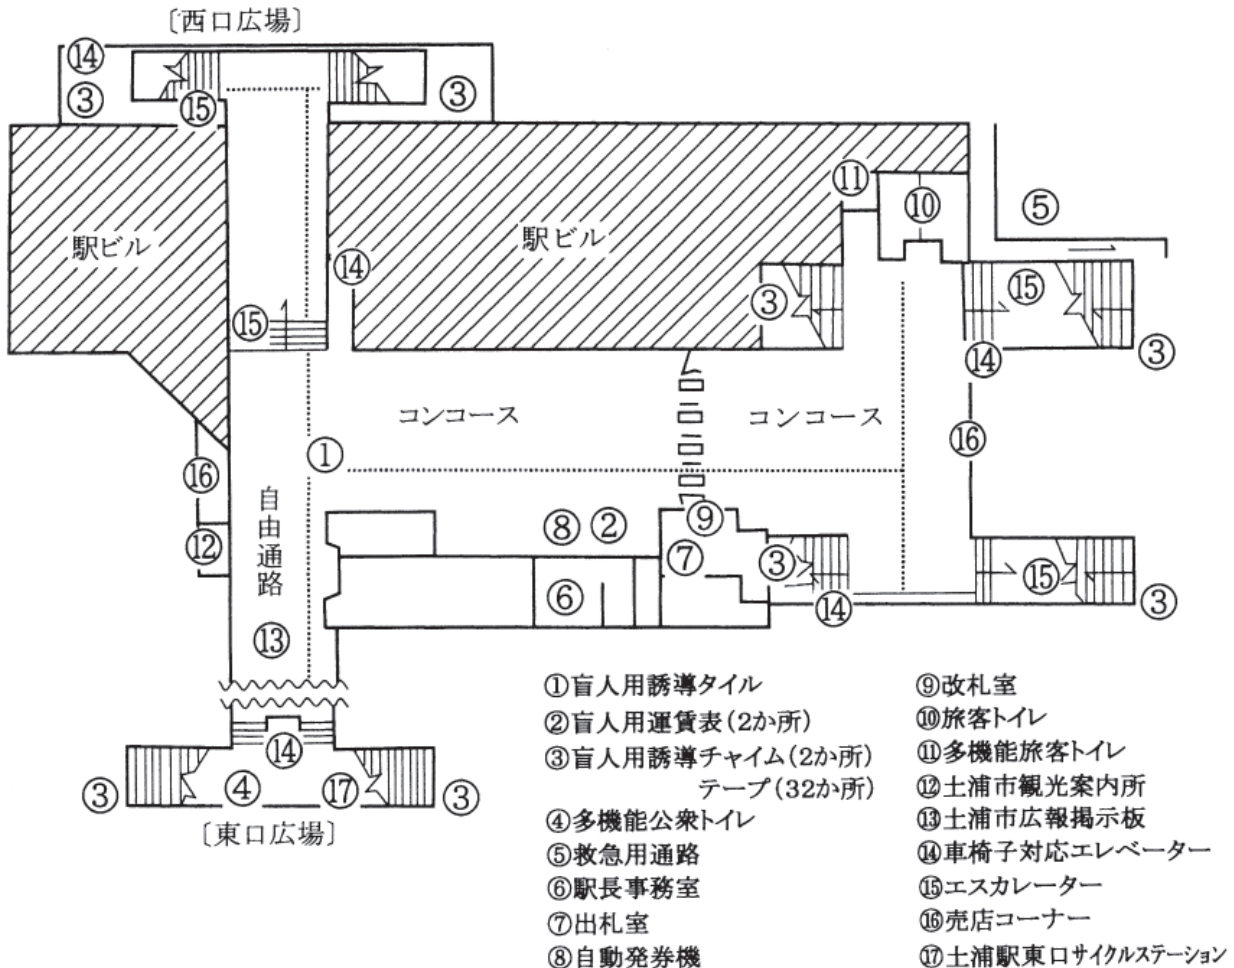 〔西口広場〕
⑭
③
⑮
③
⑪
⑩
⑤
駅ビル
駅ビル
⑭
③
⑮
⑮
⑭
③
コンコース
コンコース
①
⑯
⑯
自由通路
⑧
②
⑨
⑫
⑦
③
⑮
⑥
⑭
③
⑬
⑭
③
④
⑰
③
〔東口広場〕
①盲人用誘導タイル
②盲人用運賃表(2か所)
③盲人用誘導チャイム(2か所)
テープ(32か所)
④多機能公衆トイレ
⑤救急用通路
⑥駅長事務室
⑦出札室
⑧自動発券機
⑨改札室
⑩旅客トイレ
⑪多機能旅客トイレ
⑫土浦市観光案内所
⑬土浦市広報掲示板
⑭車椅子対応エレベーター
⑮エスカレーター
⑯売店コーナー
⑰土浦駅東口サイクルステーション